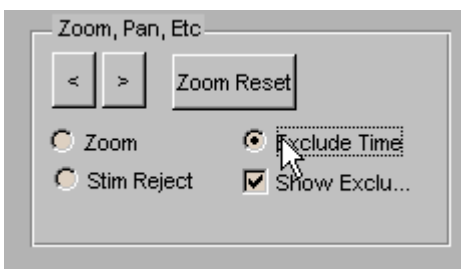 Zoom, Pan, Etc
< > Zoom Reset
Zoom Exclude Time
Stim Reject Show Exclu...